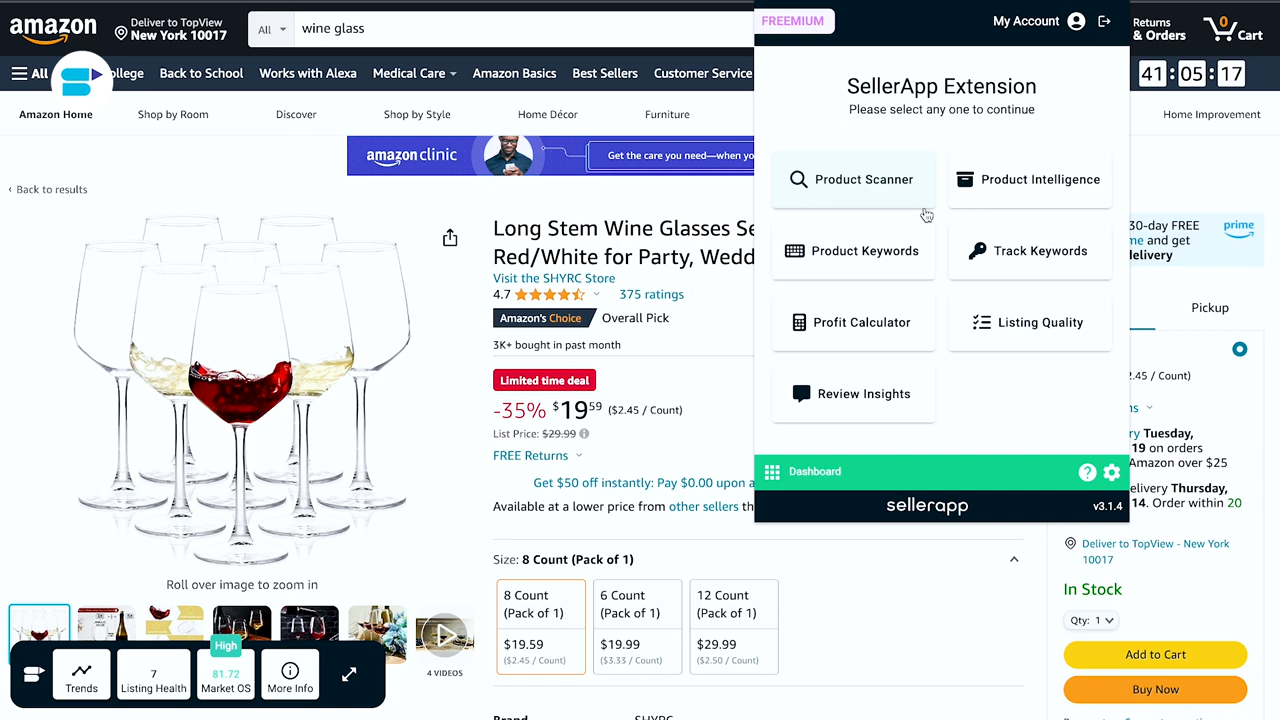 amazon
Deliver to TopView
New York 10017
All
wine glass
FREEMIUM
My Account
Returns
& Orders
0
Cart
All
ollege
Back to School
Works with Alexa
Medical Care
Amazon Basics
Best Sellers
Customer Service
41:05:17
Amazon Home
Shop by Room
Discover
Shop by Style
Home Décor
Furniture
Home Improvement
SellerApp Extension
Please select any one to continue
amazon clinic
Get the care you need—when yo
‹ Back to results
Product Scanner
Product Intelligence
Product Keywords
Track Keywords
Profit Calculator
Listing Quality
Review Insights
Dashboard
sellerapp
v3.1.4
Long Stem Wine Glasses Se
Red/White for Party, Wedd
Visit the SHYRC Store
4.7
375 ratings
Amazon's Choice
Overall Pick
3K+ bought in past month
Limited time deal
-35% $1959 ($2.45 / Count)
List Price: $29.99
FREE Returns
Get $50 off instantly: Pay $0.00 upon a
Available at a lower price from other sellers th
Size: 8 Count (Pack of 1)
8 Count
(Pack of 1)
$19.59
($2.45 / Count)
6 Count
(Pack of 1)
$19.99
($3.33 / Count)
12 Count
(Pack of 1)
$29.99
($2.50 / Count)
Brand
SHYRC
Roll over image to zoom in
4 VIDEOS
High
Trends
7
Listing Health
81.72
Market OS
More Info
30-day FREE
me and get
delivery
prime
Pickup
2.45 / Count)
ns
ry Tuesday,
19 on orders
Amazon over $25
elivery Thursday,
14. Order within 20
Deliver to TopView - New York
10017
In Stock
Qty: 1
Add to Cart
Buy Now